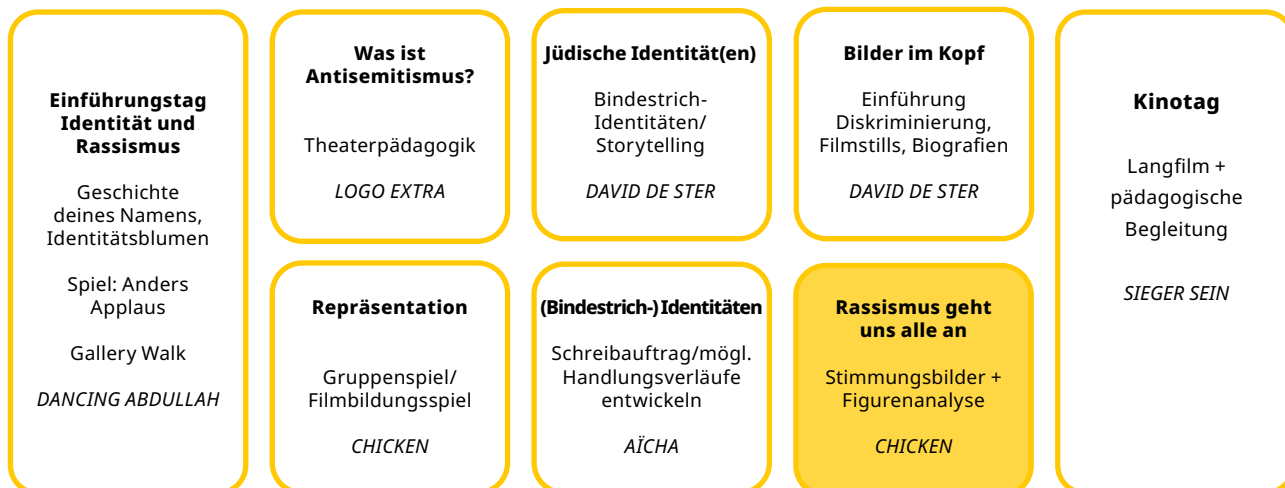 Einführungstag
Identität und
Rassismus
Geschichte
deines Namens,
Identitätsblumen
Spiel: Anders
Applaus
Gallery Walk
DANCING ABDULLAH
Was ist
Antisemitismus?
Theaterpädagogik
LOGO EXTRA
Jüdische Identität(en)
Bindestrich-
Identitäten/
Storytelling
DAVID DE STER
Bilder im Kopf
Einführung
Diskriminierung,
Filmstills, Biografien
DAVID DE STER
Repräsentation
Gruppenspiel/
Filmbildungsspiel
CHICKEN
(Bindestrich-) Identitäten
Schreibauftrag/mögl.
Handlungsverläufe
entwickeln
AÏCHA
Rassismus geht
uns alle an
Stimmungsbilder +
Figurenanalyse
CHICKEN
Kinotag
Langfilm +
pädagogische
Begleitung
SIEGER SEIN